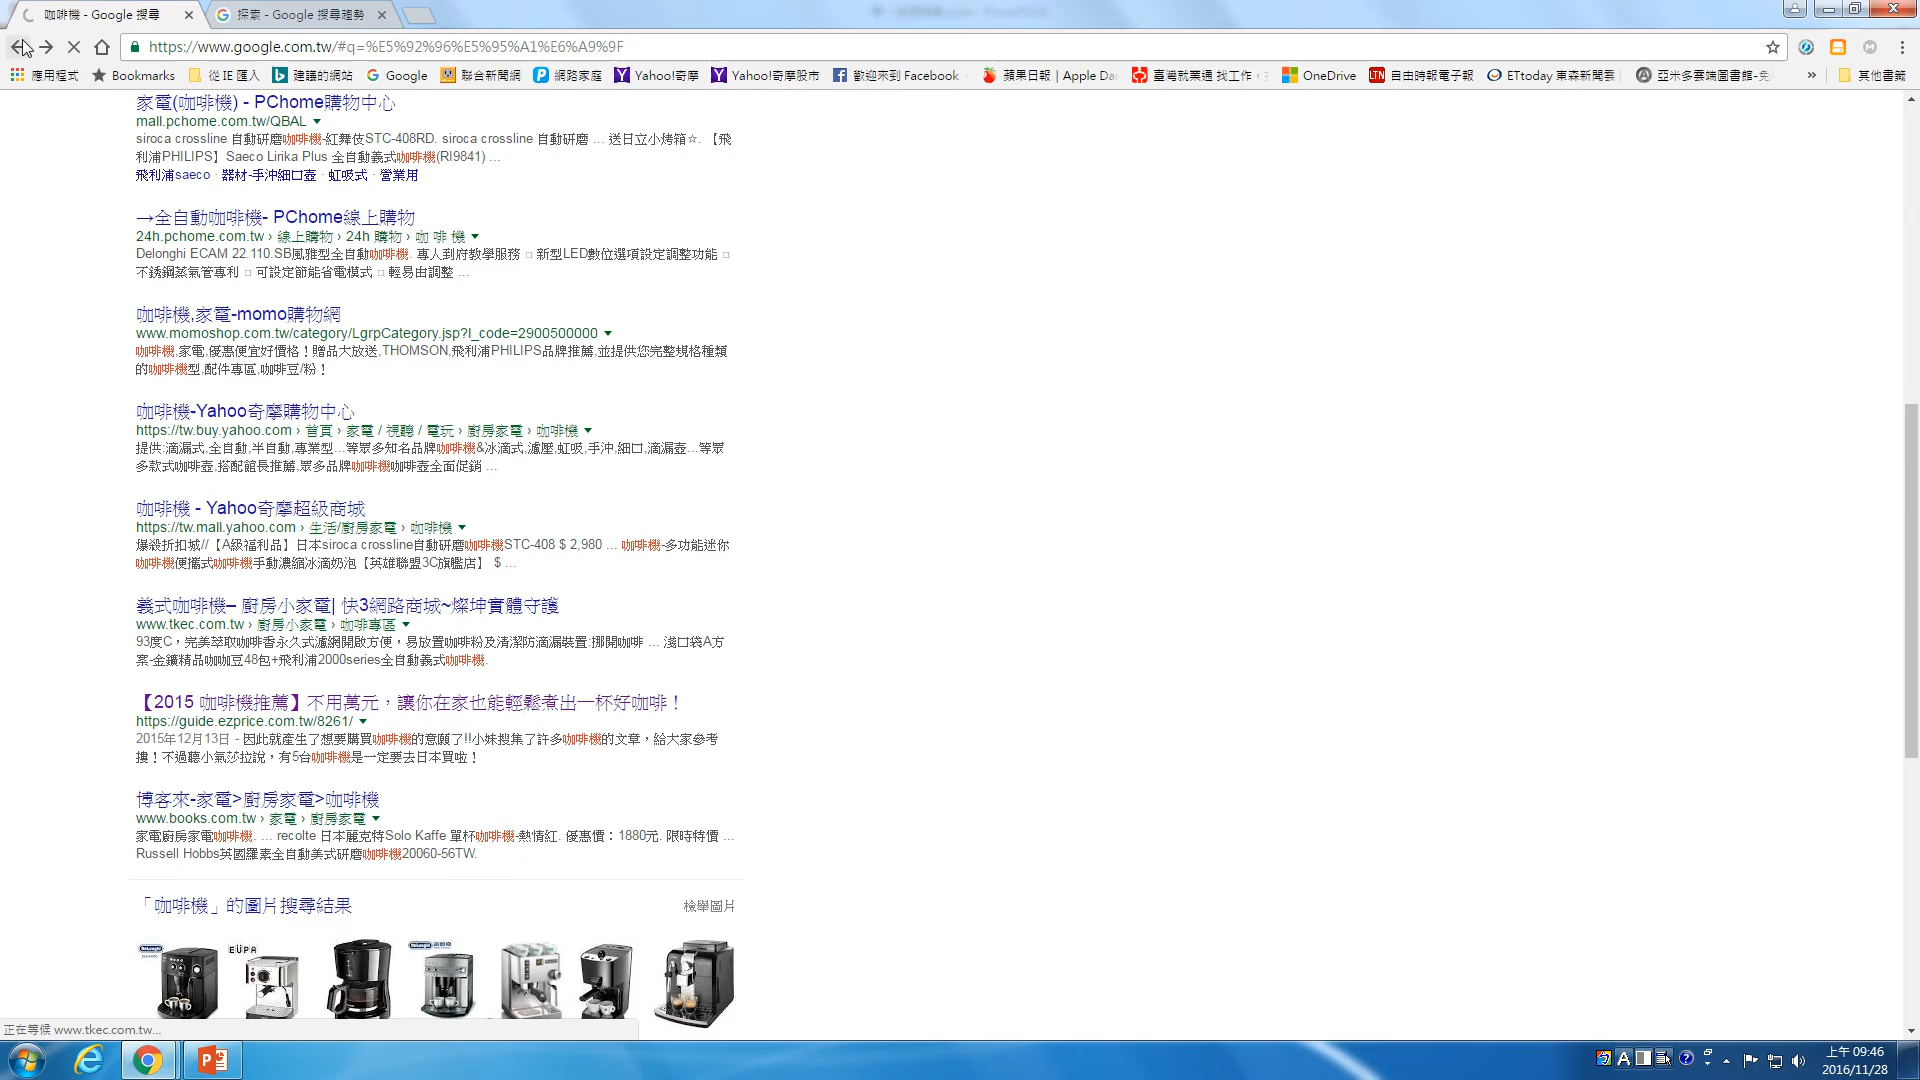 咖啡機 - Google 搜尋
探索 - Google 搜尋趨勢
https://www.google.com.tw/#q=%E5%92%96%E5%95%A1%E6%A9%9F
應用程式 Bookmarks 從 IE 匯入 建議的網站 Google 聯合新聞網 網路家庭 Yahoo!奇摩 Yahoo!奇摩股市 歡迎來到 Facebook 蘋果日報 | Apple Da 臺灣就業通 找工作， OneDrive 自由時報電子報 ETtoday 東森新聞雲 亞米多雲端圖書館-免 » 其他書籤
家電(咖啡機) - PChome購物中心
mall.pchome.com.tw/QBAL
siroca crossline 自動研磨咖啡機-紅舞伎STC-408RD. siroca crossline 自動研磨 ... 送日立小烤箱☆. 【飛
利浦PHILIPS】Saeco Lirika Plus 全自動義式咖啡機(RI9841) ...
飛利浦saeco · 器材-手沖細口壺 · 虹吸式 · 營業用
→全自動咖啡機- PChome線上購物
24h.pchome.com.tw › 線上購物 › 24h 購物 › 咖 啡 機
Delonghi ECAM 22.110.SB風雅型全自動咖啡機. 專人到府教學服務 □ 新型LED數位選項設定調整功能 □
不銹鋼蒸氣管專利 □ 可設定節能省電模式 □ 輕易由調整 ...
咖啡機,家電-momo購物網
www.momoshop.com.tw/category/LgrpCategory.jsp?l_code=2900500000
咖啡機,家電,優惠便宜好價格！贈品大放送,THOMSON,飛利浦PHILIPS品牌推薦,並提供您完整規格種類
的咖啡機型,配件專區,咖啡豆/粉！
咖啡機-Yahoo奇摩購物中心
https://tw.buy.yahoo.com › 首頁 › 家電 / 視聽 / 電玩 › 廚房家電 › 咖啡機
提供:滴漏式,全自動,半自動,專業型...等眾多知名品牌咖啡機&冰滴式,濾壓,虹吸,手沖,細口,滴漏壺...等眾
多款式咖啡壺,搭配館長推薦,眾多品牌咖啡機咖啡壺全面促銷 ...
咖啡機 - Yahoo奇摩超級商城
https://tw.mall.yahoo.com › 生活/廚房家電 › 咖啡機
爆殺折扣城//【A級福利品】日本siroca crossline自動研磨咖啡機STC-408 $ 2,980 ... 咖啡機-多功能迷你
咖啡機便攜式咖啡機手動濃縮冰滴奶泡【英雄聯盟3C旗艦店】 $ ...
義式咖啡機– 廚房小家電| 快3網路商城~燦坤實體守護
www.tkec.com.tw › 廚房小家電 › 咖啡專區
93度C，完美萃取咖啡香永久式濾網開啟方便，易放置咖啡粉及清潔防滴漏裝置:挪開咖啡 ... 淺口袋A方
案-金鑛精品咖咖豆48包+飛利浦2000series全自動義式咖啡機.
【2015 咖啡機推薦】不用萬元，讓你在家也能輕鬆煮出一杯好咖啡！
https://guide.ezprice.com.tw/8261/
2015年12月13日 - 因此就產生了想要購買咖啡機的意願了!!小妹搜集了許多咖啡機的文章，給大家參考
摟！不過聽小氣莎拉說，有5台咖啡機是一定要去日本買啦！
博客來-家電>廚房家電>咖啡機
www.books.com.tw › 家電 › 廚房家電
家電廚房家電咖啡機. ... recolte 日本麗克特Solo Kaffe 單杯咖啡機-熱情紅. 優惠價：1880元. 限時特價 ...
Russell Hobbs英國羅素全自動美式研磨咖啡機20060-56TW.
「咖啡機」的圖片搜尋結果
檢舉圖片
DeLonghi
EUPA
DeLonghi
正在等候 www.tkec.com.tw...
上午 09:46
2016/11/28